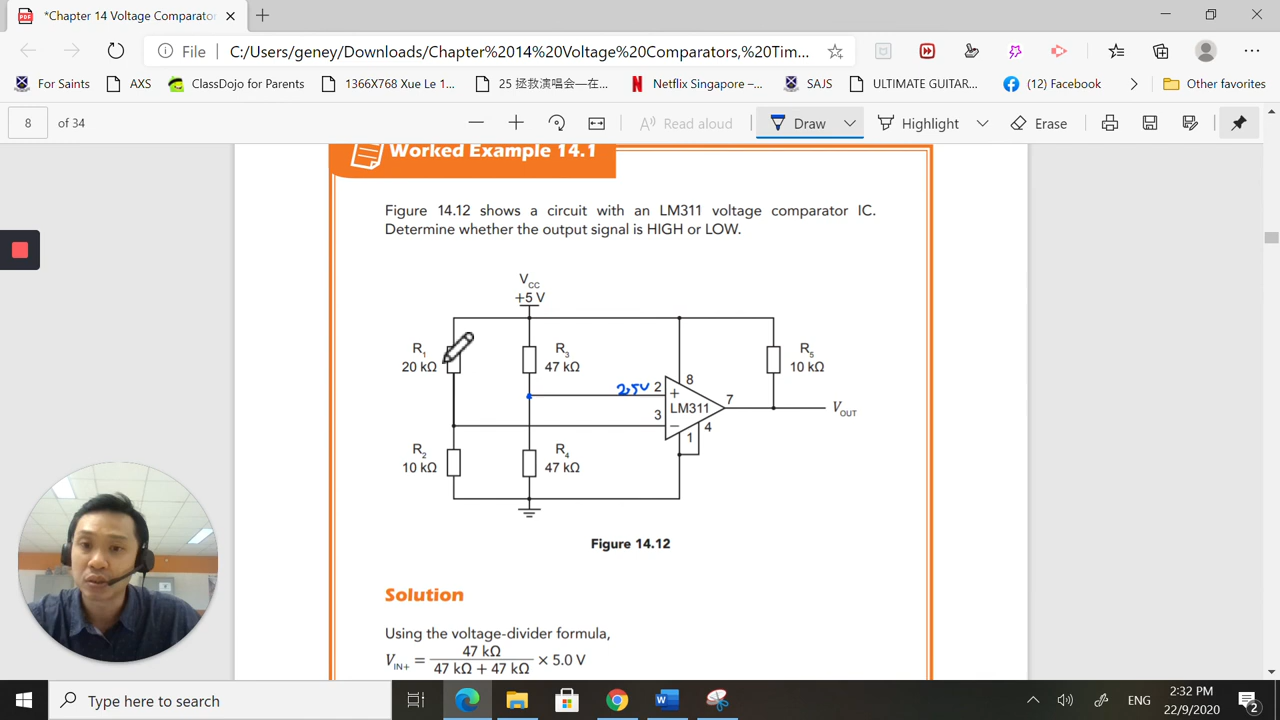 *Chapter 14 Voltage Comparator
File C:/Users/geney/Downloads/Chapter%2014%20Voltage%20Comparators,%20Tim...
For Saints AXS ClassDojo for Parents 1366X768 Xue Le 1... 25 拯救演唱会—在... Netflix Singapore –... SAJS ULTIMATE GUITAR... (12) Facebook Other favorites
8 of 34 Read aloud Draw Highlight Erase
Worked Example 14.1
Figure 14.12 shows a circuit with an LM311 voltage comparator IC.
Determine whether the output signal is HIGH or LOW.
VCC
+5 V
R1
20 kΩ
R3
47 kΩ
R5
10 kΩ
2.5V 2
8
+
LM311
7
VOUT
3
−
4
1
R2
10 kΩ
R4
47 kΩ
Figure 14.12
Solution
Using the voltage-divider formula,
VIN+ = 47 kΩ / 47 kΩ + 47 kΩ × 5.0 V
Type here to search
ENG
2:32 PM
22/9/2020
2